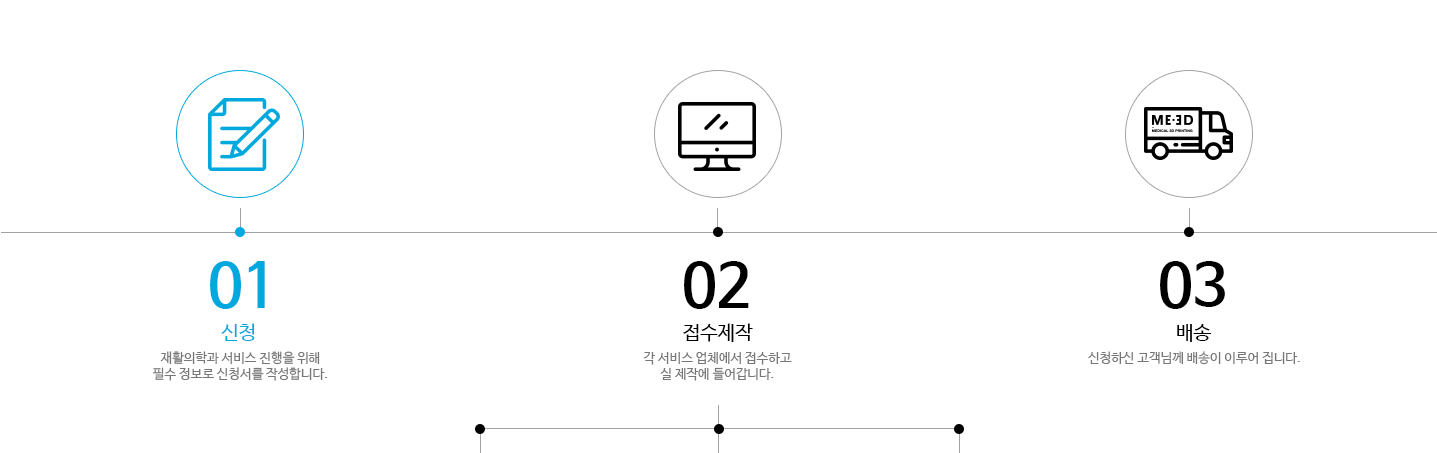 ME·3D
MEDICAL 3D PRINTING
01
신청
재활의학과 서비스 진행을 위해
필수 정보로 신청서를 작성합니다.
02
접수제작
각 서비스 업체에서 접수하고
실 제작에 들어갑니다.
03
배송
신청하신 고객님께 배송이 이루어 집니다.